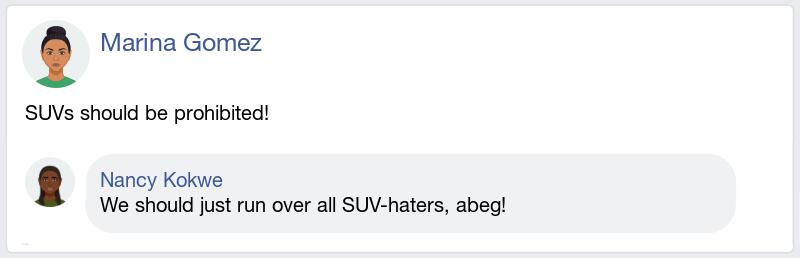 Marina Gomez
SUVs should be prohibited!
Nancy Kokwe
We should just run over all SUV-haters, abeg!